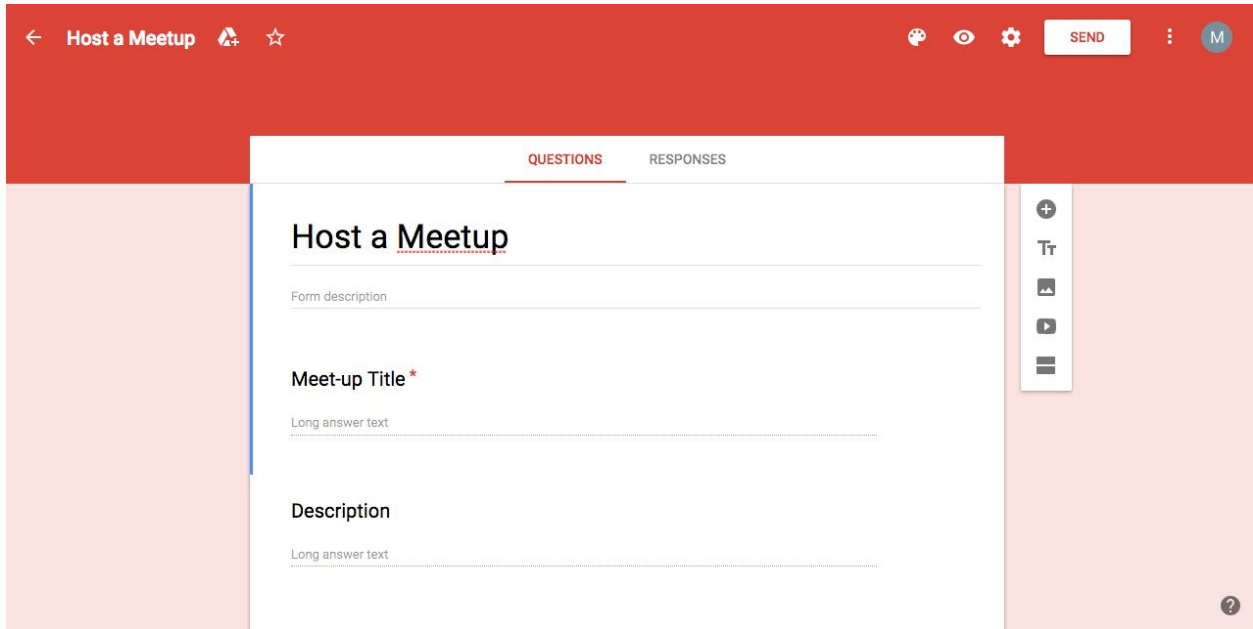 Host a Meetup
SEND
M
QUESTIONS RESPONSES
Host a Meetup
Form description
Meet-up Title *
Long answer text
Description
Long answer text